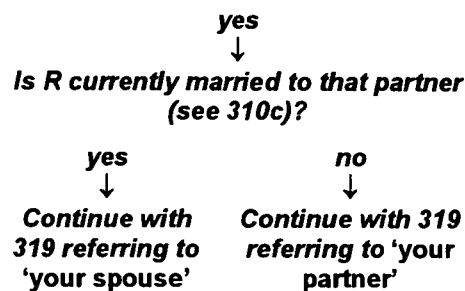 yes
↓
Is R currently married to that partner
(see 310c)?
yes no
↓ ↓
Continue with Continue with 319
319 referring to referring to ‘your
‘your spouse’ partner’